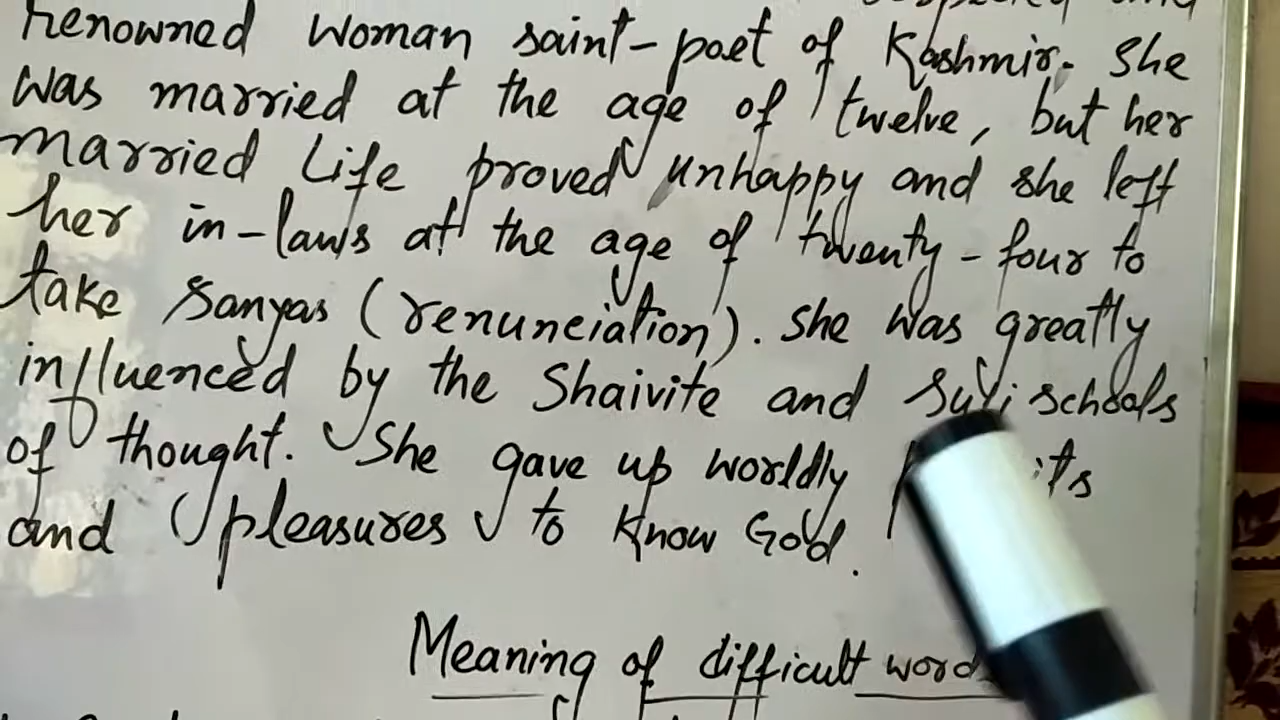 renowned woman saint-poet of Kashmir. She
was married at the age of twelve, but her
married Life proved unhappy and she left
her in-laws at the age of twenty-four to
take sanyas (renunciation). She was greatly
influenced by the Shaivite and Sufi schools
of thought. She gave up worldly
and pleasures to know God.
Meaning of difficult